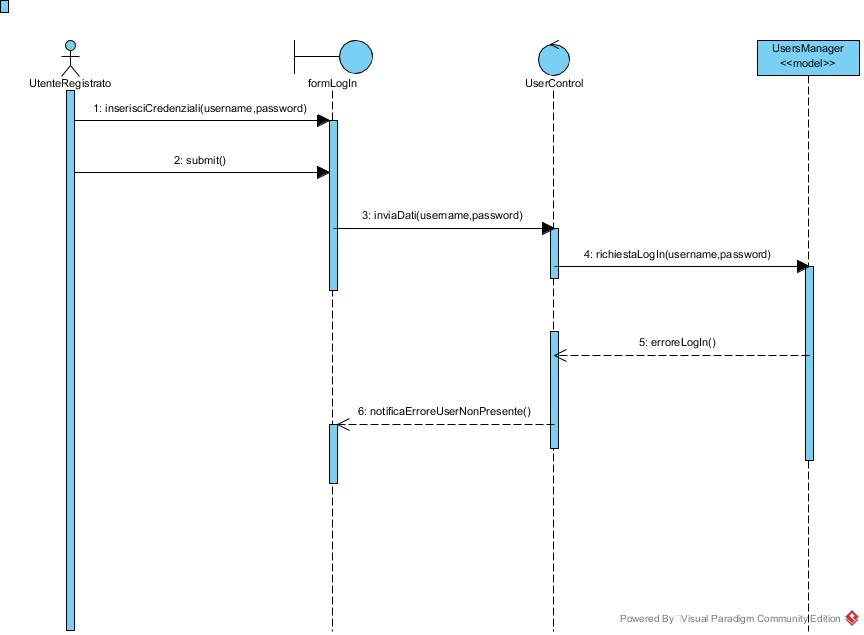 UtenteRegistrato
formLogIn
UserControl
UsersManager
<<model>>
1: inserisciCredenziali(username,password)
2: submit()
3: inviaDati(username,password)
4: richiestaLogIn(username,password)
5: erroreLogIn()
6: notificaErroreUserNonPresente()
Powered By Visual Paradigm Community Edition